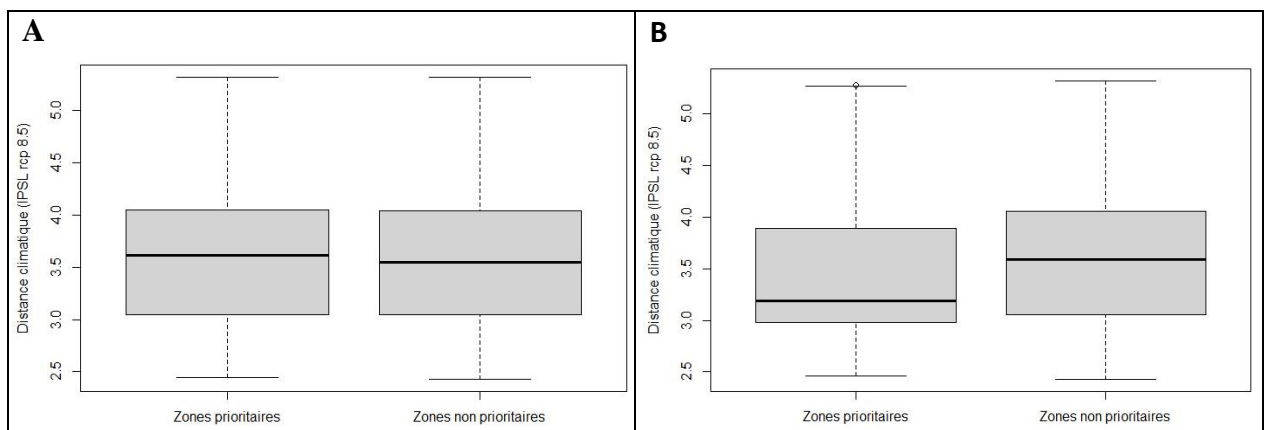 A
Distance climatique (IPSL rcp 8.5)
5.0
4.5
4.0
3.5
3.0
2.5
Zones prioritaires
Zones non prioritaires
B
Distance climatique (IPSL rcp 8.5)
5.0
4.5
4.0
3.5
3.0
2.5
Zones prioritaires
Zones non prioritaires